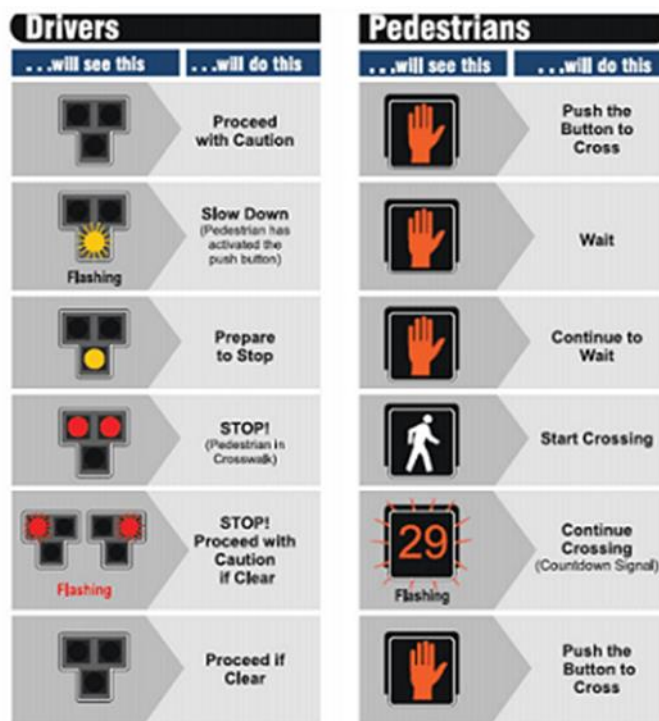 Drivers
...will see this
...will do this
Proceed
with Caution
Flashing
Slow Down
(Pedestrian has
activated the
push button)
Prepare
to Stop
STOP!
(Pedestrian in
Crosswalk)
Flashing
STOP!
Proceed with
Caution
if Clear
Proceed if
Clear
Pedestrians
...will see this
...will do this
Push the
Button to
Cross
Wait
Continue to
Wait
Start Crossing
29
Flashing
Continue
Crossing
(Countdown Signal)
Push the
Button to
Cross